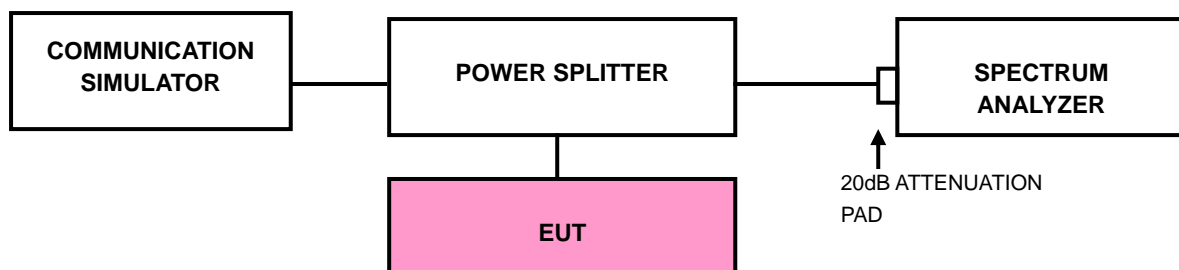 COMMUNICATION
SIMULATOR
POWER SPLITTER
SPECTRUM
ANALYZER
20dB ATTENUATION
PAD
EUT